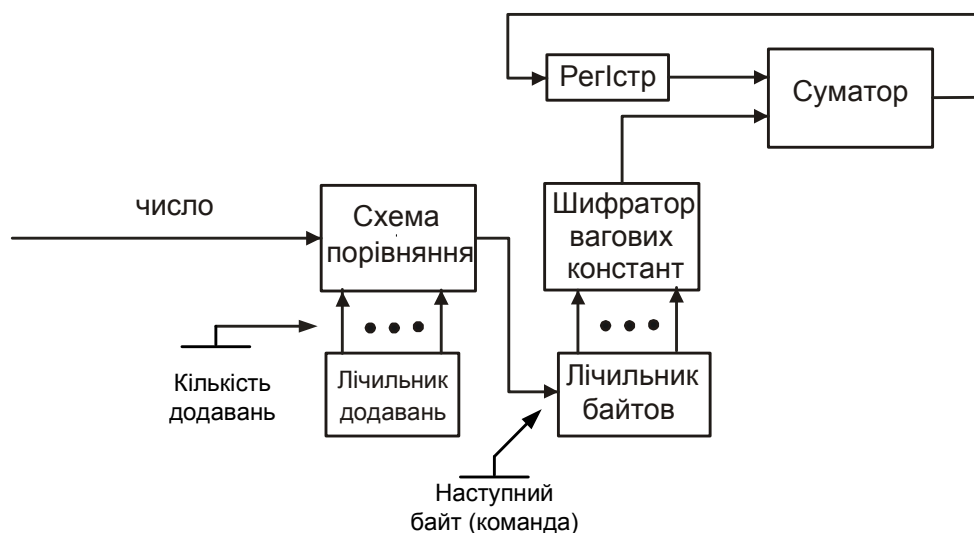 РегІстр
Суматор
число
Схема
порівняння
Шифратор
вагових
констант
Кількість
додавань
Лічильник
додавань
Лічильник
байтов
Наступний
байт (команда)